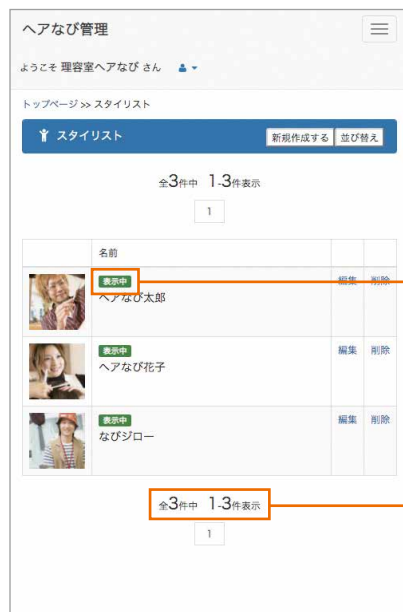 ヘアなび管理
ようこそ 理容室ヘアなび さん
トップページ >> スタイリスト
スタイリスト 新規作成する 並び替え
全3件中 1-3件表示
1
名前
表示中 編集 削除
ヘアなび太郎
表示中 編集 削除
ヘアなび花子
表示中 編集 削除
なびジロー
全3件中 1-3件表示
1